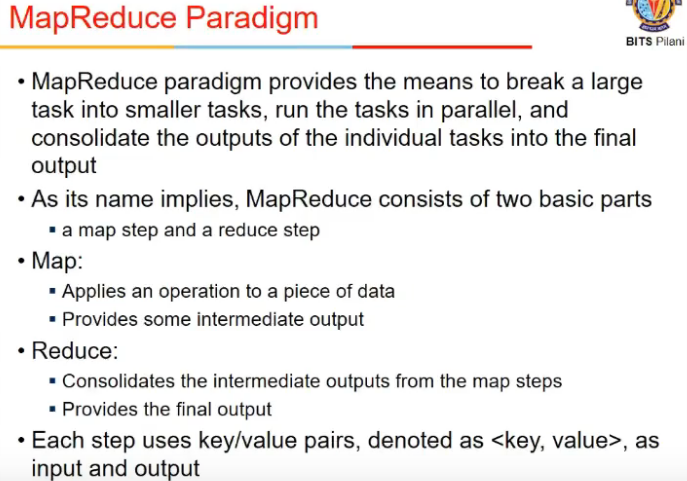 MapReduce Paradigm
BITS Pilani
• MapReduce paradigm provides the means to break a large
task into smaller tasks, run the tasks in parallel, and
consolidate the outputs of the individual tasks into the final
output
• As its name implies, MapReduce consists of two basic parts
▪ a map step and a reduce step
• Map:
▪ Applies an operation to a piece of data
▪ Provides some intermediate output
• Reduce:
▪ Consolidates the intermediate outputs from the map steps
▪ Provides the final output
• Each step uses key/value pairs, denoted as <key, value>, as
input and output